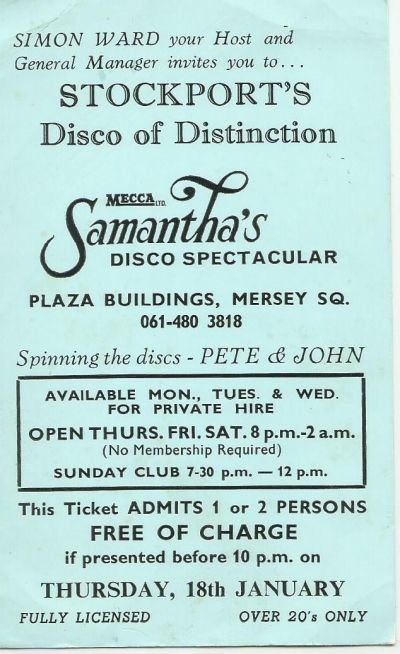 SIMON WARD your Host and
General Manager invites you to...
STOCKPORT'S
Disco of Distinction
MECCA LTD.
Samantha's
DISCO SPECTACULAR
PLAZA BUILDINGS, MERSEY SQ.
061-480 3818
Spinning the discs - PETE & JOHN
AVAILABLE MON., TUES. & WED.
FOR PRIVATE HIRE
OPEN THURS. FRI. SAT. 8 p.m.-2 a.m.
(No Membership Required)
SUNDAY CLUB 7-30 p.m. — 12 p.m.
This Ticket ADMITS 1 or 2 PERSONS
FREE OF CHARGE
if presented before 10 p.m. on
THURSDAY, 18th JANUARY
FULLY LICENSED OVER 20's ONLY